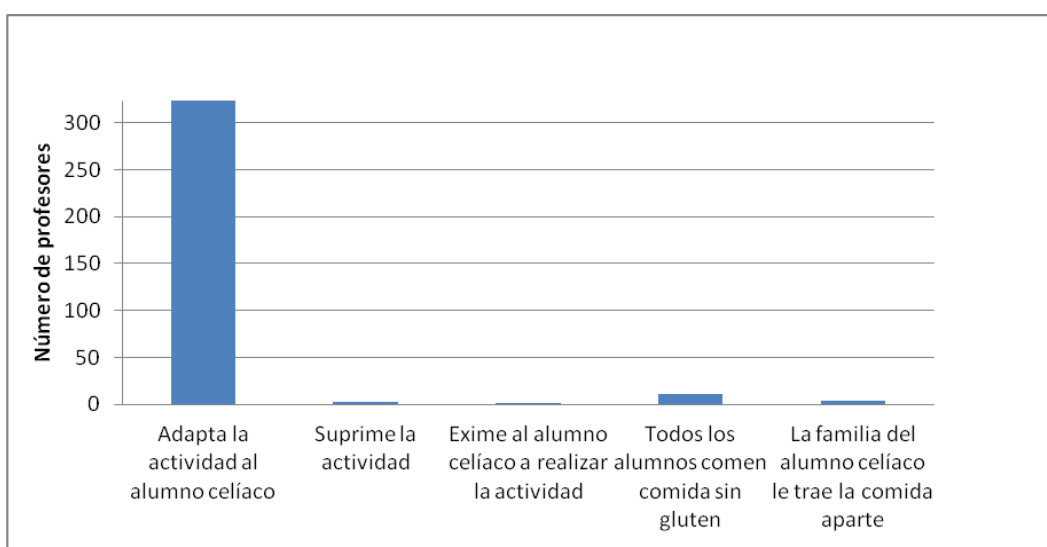 Número de profesores
300
250
200
150
100
50
0
Adapta la
actividad al
alumno celíaco
Suprime la
actividad
Exime al alumno
celíaco a realizar
la actividad
Todos los
alumnos comen
comida sin
gluten
La familia del
alumno celíaco
le trae la comida
aparte